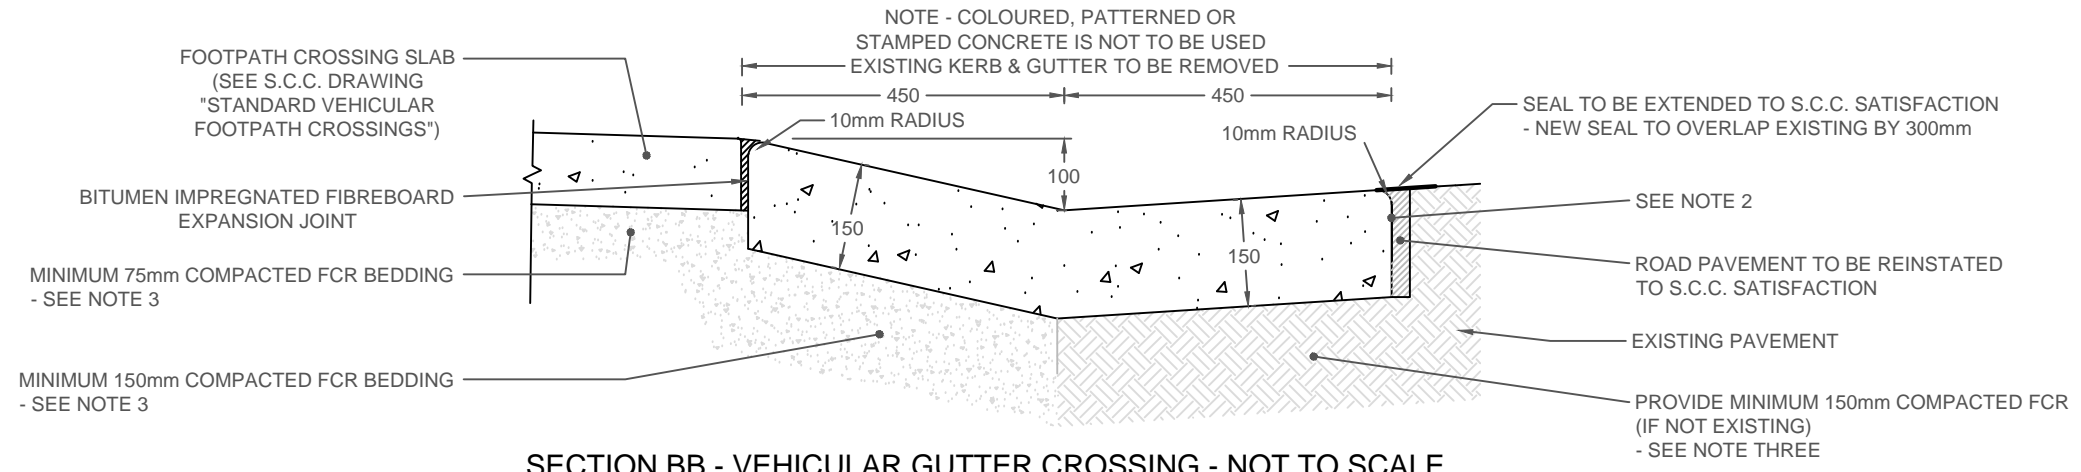 NOTE - COLOURED, PATTERNED OR
STAMPED CONCRETE IS NOT TO BE USED
EXISTING KERB & GUTTER TO BE REMOVED
450
450
FOOTPATH CROSSING SLAB
(SEE S.C.C. DRAWING
"STANDARD VEHICULAR
FOOTPATH CROSSINGS")
BITUMEN IMPREGNATED FIBREBOARD
EXPANSION JOINT
MINIMUM 75mm COMPACTED FCR BEDDING
- SEE NOTE 3
MINIMUM 150mm COMPACTED FCR BEDDING
- SEE NOTE 3
10mm RADIUS
100
150
150
10mm RADIUS
SEAL TO BE EXTENDED TO S.C.C. SATISFACTION
- NEW SEAL TO OVERLAP EXISTING BY 300mm
SEE NOTE 2
ROAD PAVEMENT TO BE REINSTATED
TO S.C.C. SATISFACTION
EXISTING PAVEMENT
PROVIDE MINIMUM 150mm COMPACTED FCR
(IF NOT EXISTING)
- SEE NOTE THREE
SECTION BB - VEHICULAR GUTTER CROSSING - NOT TO SCALE